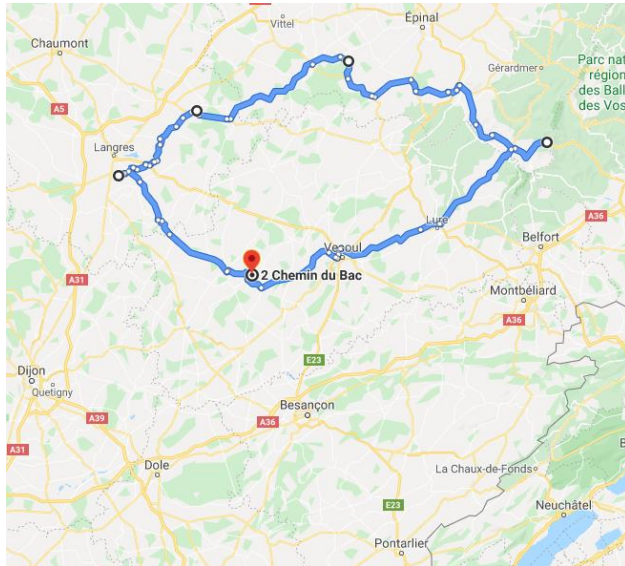 Vittel
Épinal
Chaumont
Gérardmer
Parc nat
région
des Ball
des Vos
A5
Langres
Lure
A36
Vesoul
Belfort
2 Chemin du Bac
A31
Montbéliard
A36
E23
Dijon
Quetigny
Besançon
A39
A36
A31
Dole
La Chaux-de-Fonds
E23
Neuchâtel
Pontarlier